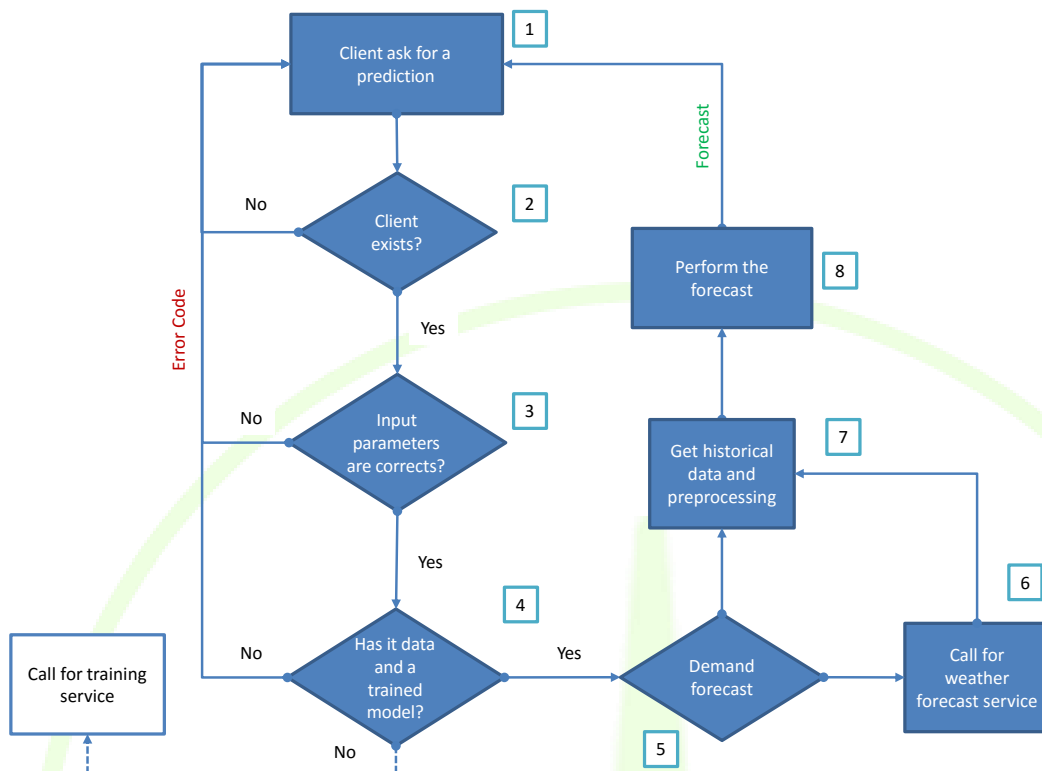 1
Client ask for a
prediction
No
2
Client
exists?
Error Code
Yes
No
3
Input
parameters
are corrects?
Yes
4
No
Has it data
and a
trained
model?
Yes
No
Call for training
service
5
Demand
forecast
6
Call for
weather
forecast service
7
Get historical
data and
preprocessing
8
Perform the
forecast
Forecast